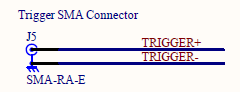 Trigger SMA Connector
J5
TRIGGER+
TRIGGER-
SMA-RA-E